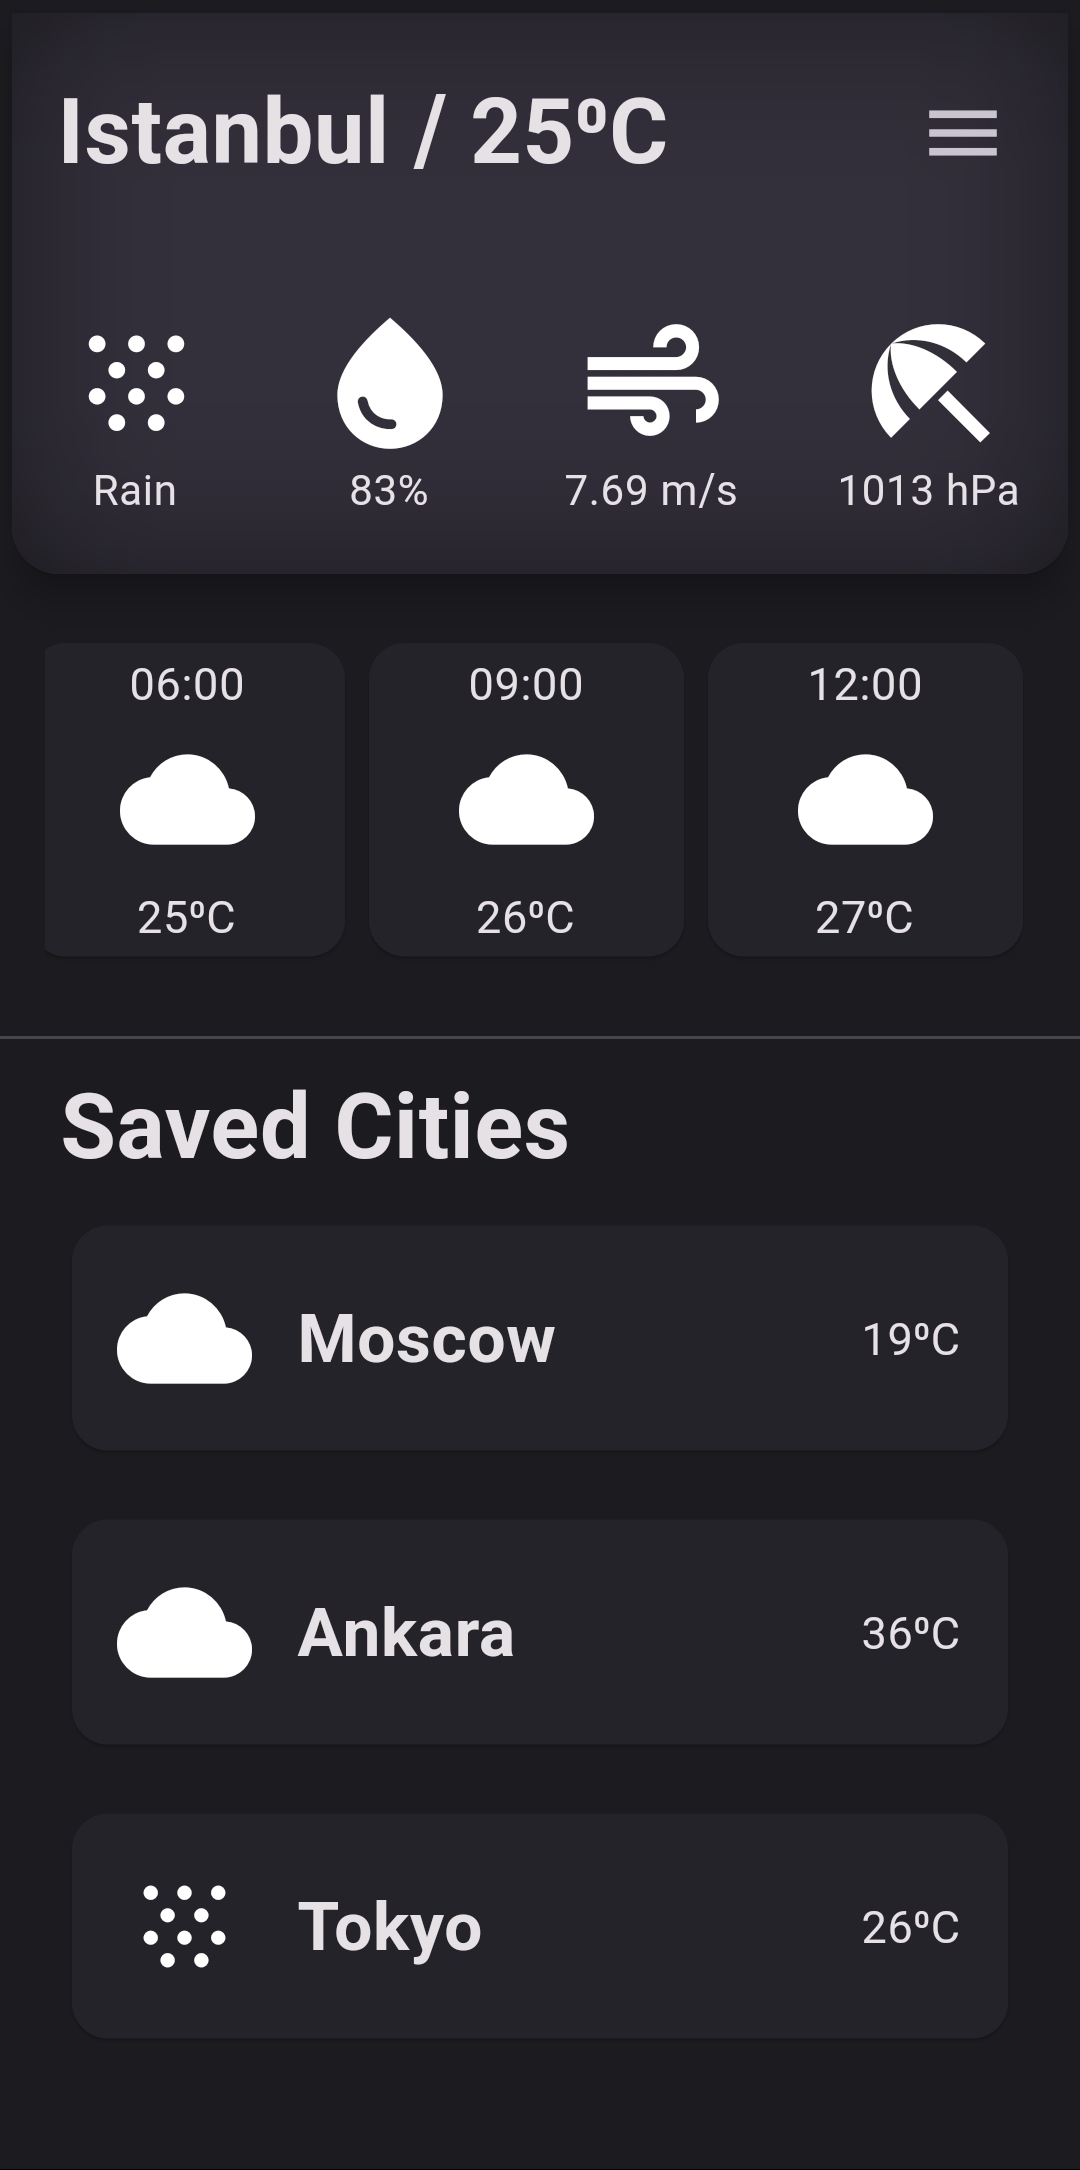 Istanbul / 25ºC
Rain 83% 7.69 m/s 1013 hPa
06:00 09:00 12:00
25ºC 26ºC 27ºC
Saved Cities
Moscow 19ºC
Ankara 36ºC
Tokyo 26ºC